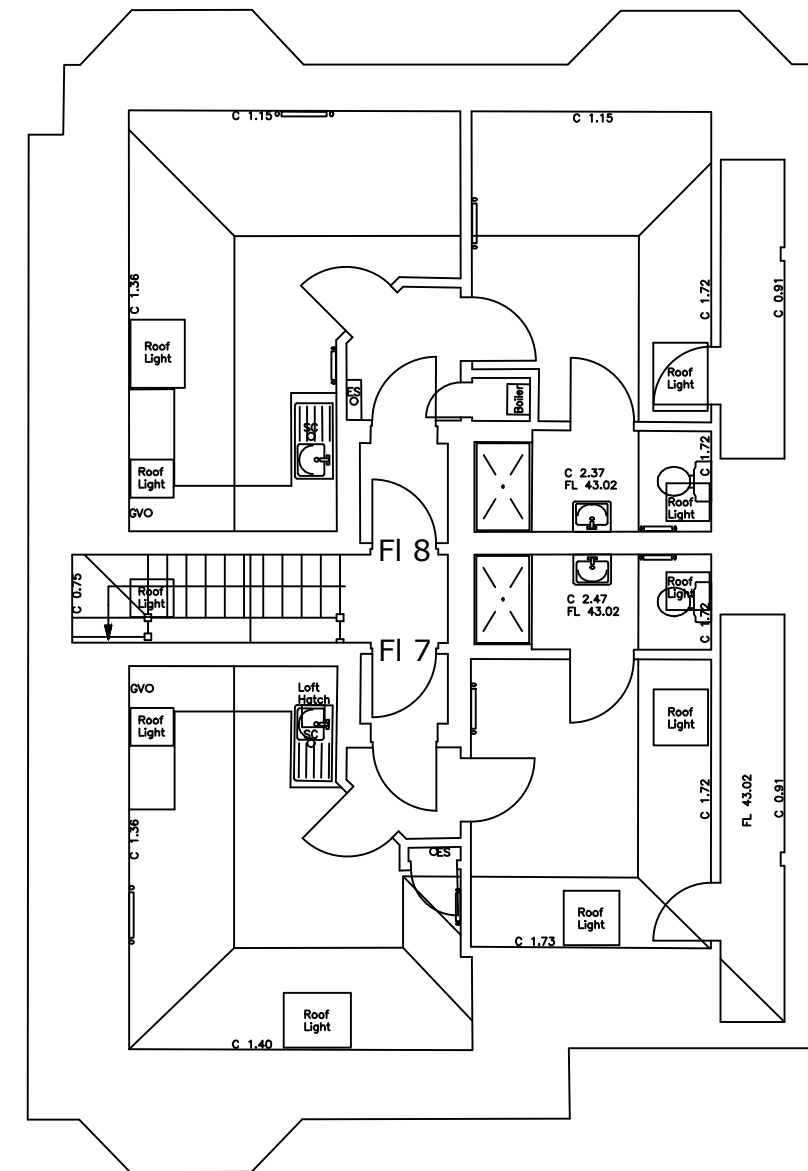 C 1.15
C 1.15
C 1.36
C 1.72
C 0.91
Roof
Light
Roof
Light
ES
Boiler
SC
C 1.72
Roof
Light
C 2.37
FL 43.02
Roof
Light
GVO
Fl 8
C 0.75
Roof
Light
Roof
Light
C 2.47
FL 43.02
C 1.72
Fl 7
GVO
Loft
Hatch
Roof
Light
SC
Roof
Light
C 1.72
FL 43.02
C 0.91
C 1.36
ES
Roof
Light
C 1.73
Roof
Light
C 1.40